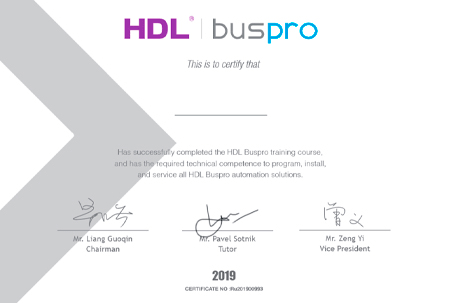 HDL® | buspro
This is to certify that
Has successfully completed the HDL Buspro training course,
and has the required technical competence to program, install,
and service all HDL Buspro automation solutions.
Mr. Liang Guoqin Mr. Pavel Sotnik Mr. Zeng Yi
Chairman Tutor Vice President
2019
CERTIFICATE NO